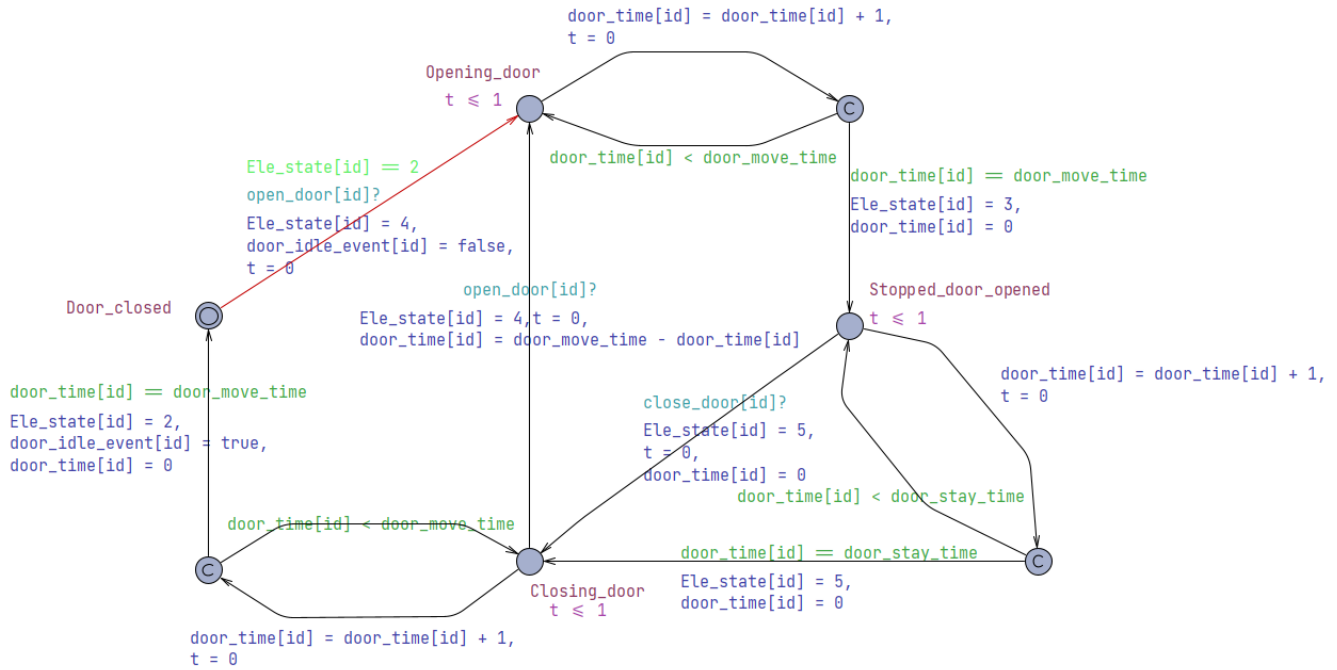 door_time[id] = door_time[id] + 1,
t = 0
Opening_door
t ≤ 1
C
door_time[id] < door_move_time
Ele_state[id] == 2
open_door[id]?
Ele_state[id] = 4,
door_idle_event[id] = false,
t = 0
door_time[id] == door_move_time
Ele_state[id] = 3,
door_time[id] = 0
Door_closed
open_door[id]?
Ele_state[id] = 4,t = 0,
door_time[id] = door_move_time - door_time[id]
Stopped_door_opened
t ≤ 1
door_time[id] == door_move_time
Ele_state[id] = 2,
door_idle_event[id] = true,
door_time[id] = 0
close_door[id]?
Ele_state[id] = 5,
t = 0,
door_time[id] = 0
door_time[id] = door_time[id] + 1,
t = 0
door_time[id] < door_stay_time
door_time[id] < door_move_time
C
door_time[id] == door_stay_time
Ele_state[id] = 5,
door_time[id] = 0
C
Closing_door
t ≤ 1
door_time[id] = door_time[id] + 1,
t = 0